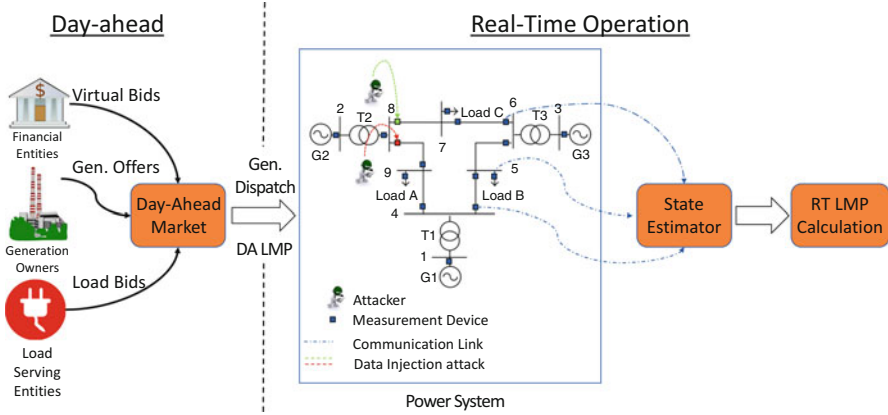 Day-ahead
Real-Time Operation
$
Virtual Bids
Financial
Entities
Gen. Offers
Generation
Owners
Load Bids
Load
Serving
Entities
Day-Ahead
Market
Gen.
Dispatch
DA LMP
2
T2
8
G2
Load C
7
6
T3
3
G3
9
Load A
5
Load B
4
T1
1
G1
Attacker
Measurement Device
Communication Link
Data Injection attack
Power System
State
Estimator
RT LMP
Calculation